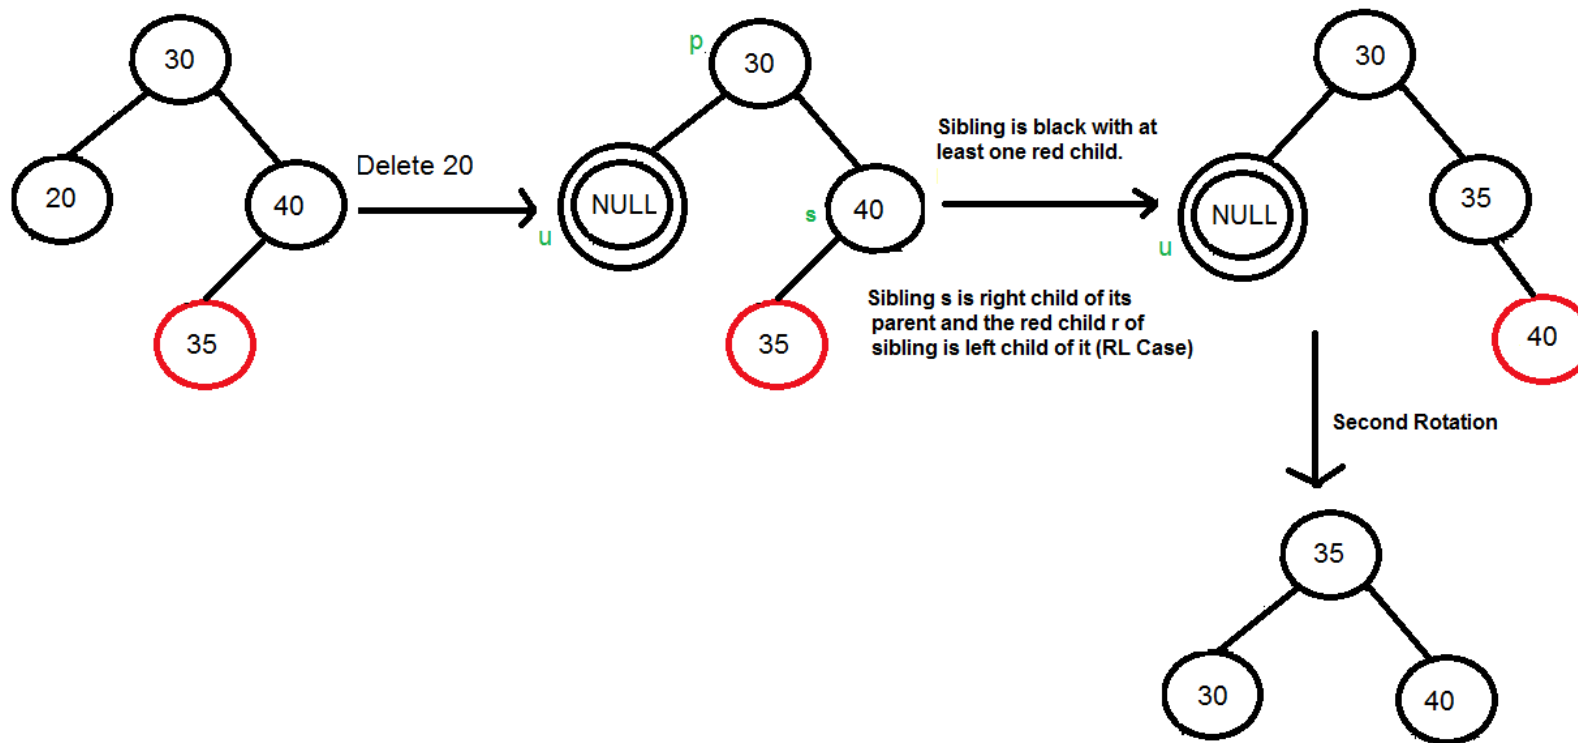 30
20
40
35
Delete 20
p
30
NULL
u
s
40
35
Sibling is black with at
least one red child.
Sibling s is right child of its
parent and the red child r of
sibling is left child of it (RL Case)
30
NULL
u
35
40
Second Rotation
35
30
40